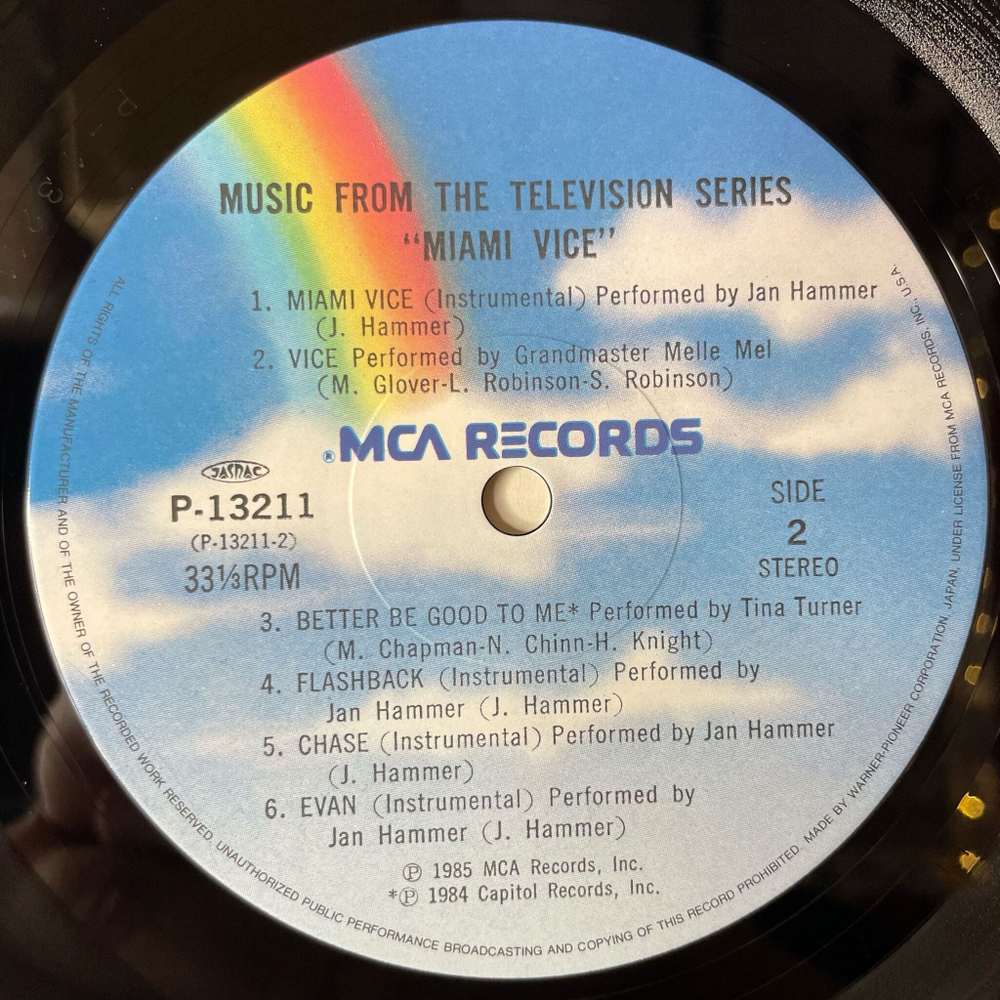 MUSIC FROM THE TELEVISION SERIES
"MIAMI VICE"
1. MIAMI VICE (Instrumental) Performed by Jan Hammer
(J. Hammer)
2. VICE Performed by Grandmaster Melle Mel
(M. Glover-L. Robinson-S. Robinson)
®MCA RECORDS
JASRAC
P-13211
(P-13211-2)
33⅓RPM
SIDE
2
STEREO
3. BETTER BE GOOD TO ME* Performed by Tina Turner
(M. Chapman-N. Chinn-H. Knight)
4. FLASHBACK (Instrumental) Performed by
Jan Hammer (J. Hammer)
5. CHASE (Instrumental) Performed by Jan Hammer
(J. Hammer)
6. EVAN (Instrumental) Performed by
Jan Hammer (J. Hammer)
℗ 1985 MCA Records, Inc.
*℗ 1984 Capitol Records, Inc.
ALL RIGHTS OF THE MANUFACTURER AND OF THE OWNER OF THE RECORDED WORK RESERVED. UNAUTHORIZED PUBLIC PERFORMANCE BROADCASTING AND COPYING OF THIS RECORD PROHIBITED. MADE BY WARNER-PIONEER CORPORATION, JAPAN, UNDER LICENSE FROM MCA RECORDS, INC., U.S.A.